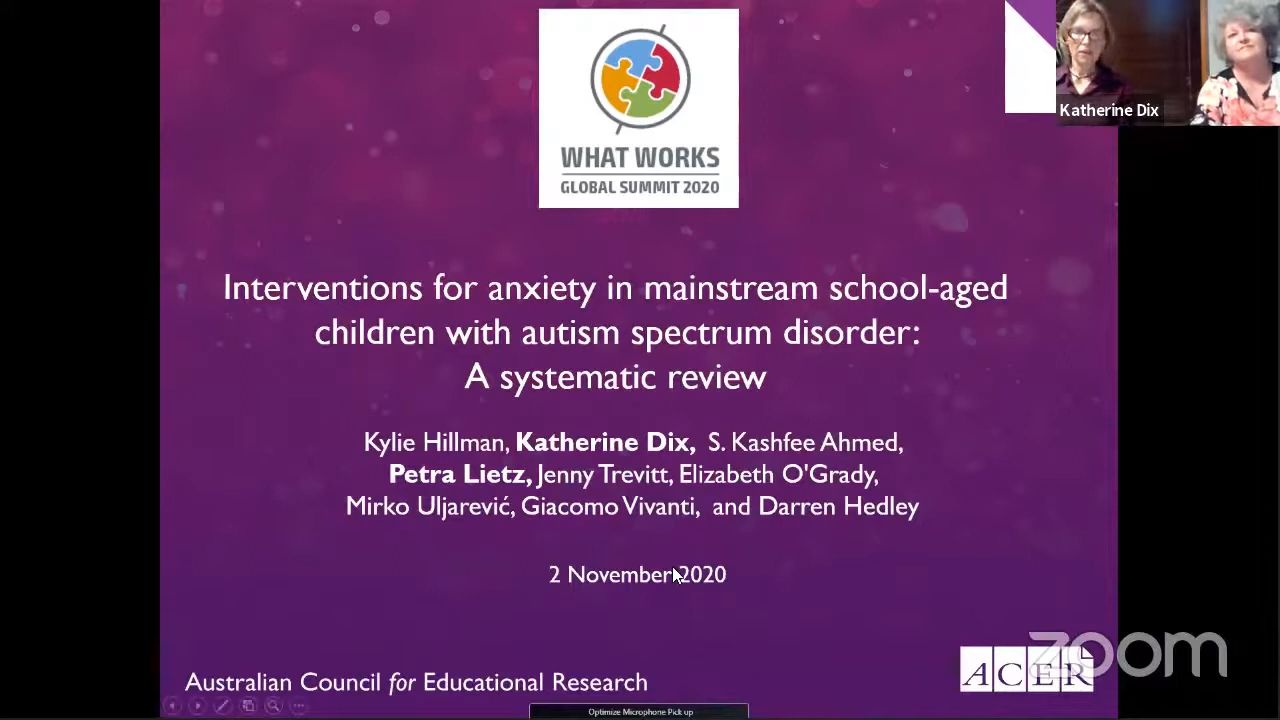 WHAT WORKS
GLOBAL SUMMIT 2020
Katherine Dix
Interventions for anxiety in mainstream school-aged
children with autism spectrum disorder:
A systematic review
Kylie Hillman, Katherine Dix, S. Kashfee Ahmed,
Petra Lietz, Jenny Trevitt, Elizabeth O'Grady,
Mirko Uljarević, Giacomo Vivanti, and Darren Hedley
2 November 2020
Australian Council for Educational Research
ACER
zoom
Optimize Microphone Pick up